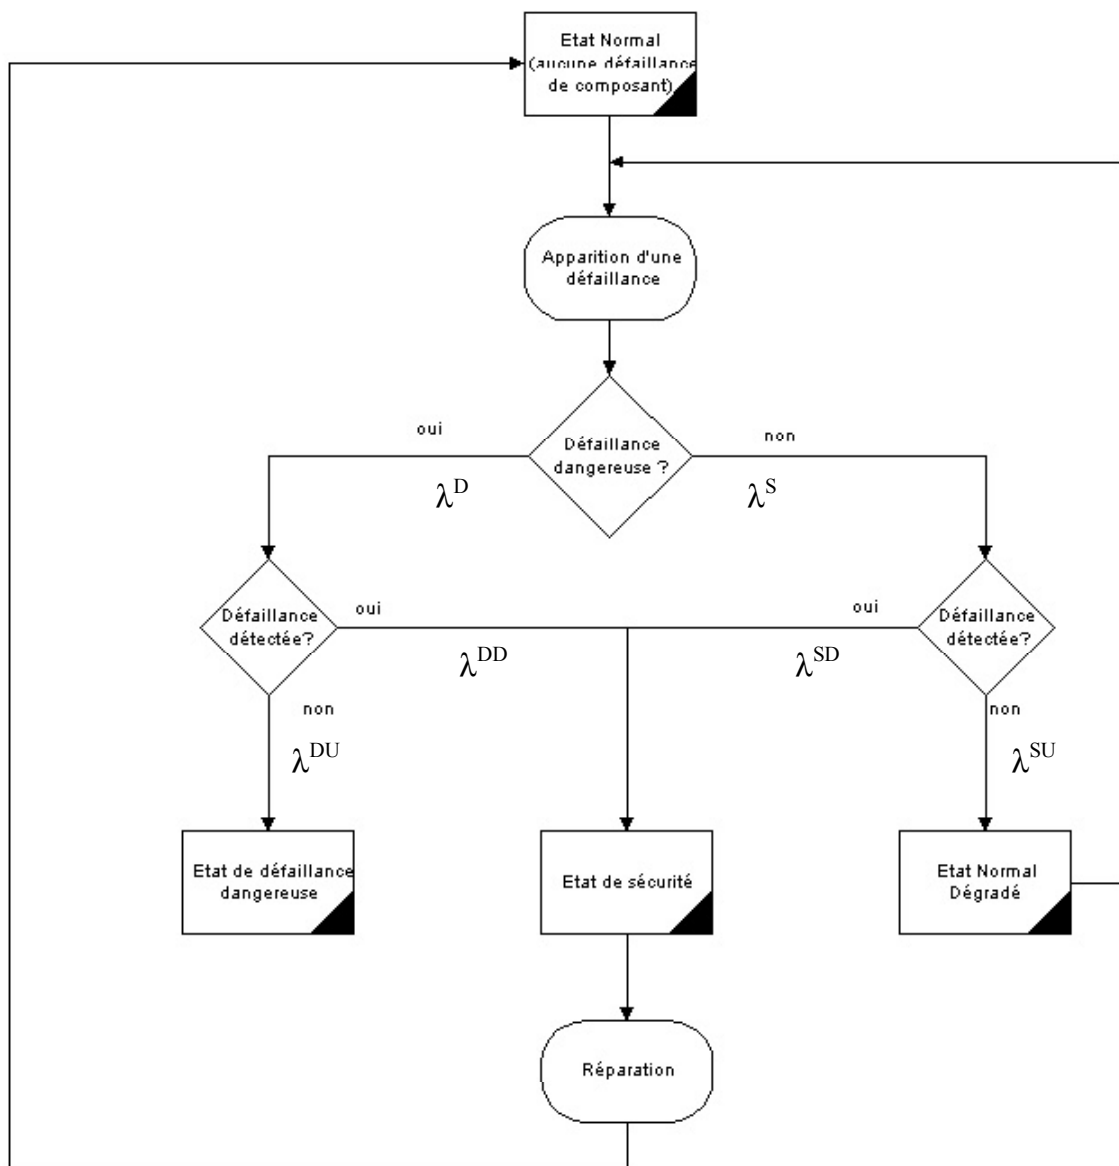 Etat Normal
(aucune défaillance
de composant)
Apparition d'une
défaillance
oui
non
Défaillance
dangereuse ?
λD
λS
Défaillance
détectée?
oui
oui
Défaillance
détectée?
λDD
λSD
non
non
λDU
λSU
Etat de défaillance
dangereuse
Etat de sécurité
Etat Normal
Dégradé
Réparation